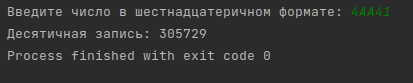 Введите число в шестнадцатеричном формате: 4AA41
Десятичная запись: 305729
Process finished with exit code 0